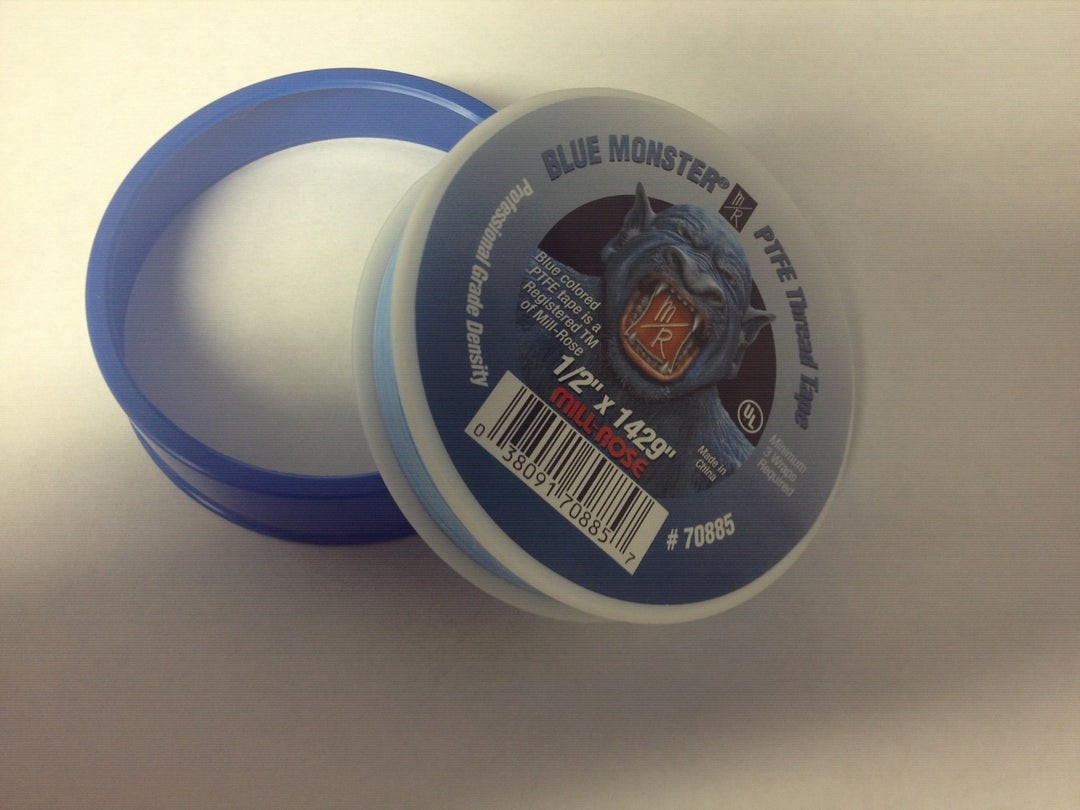 BLUE MONSTER®
m/R
PTFE Thread Tape
Professional Grade Density
Blue colored
PTFE tape is a
Registered TM
of Mill-Rose
m/R
1/2" x 1429"
MILL-ROSE
UL
Made in
China
Minimum
3 Wraps
Required
0 38091 70885 7
# 70885